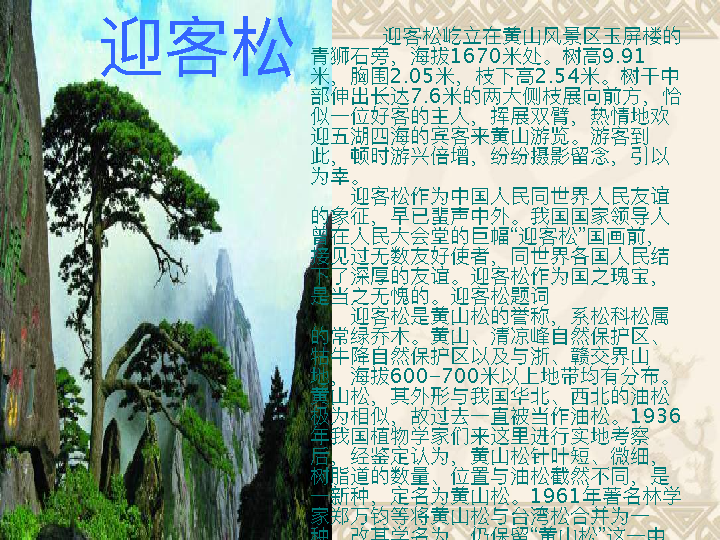 迎客松
迎客松屹立在黄山风景区玉屏楼的
青狮石旁，海拔1670米处。树高9.91
米，胸围2.05米，枝下高2.54米。树干中
部伸出长达7.6米的两大侧枝展向前方，恰
似一位好客的主人，挥展双臂，热情地欢
迎五湖四海的宾客来黄山游览。游客到
此，顿时游兴倍增，纷纷摄影留念，引以
为幸。
迎客松作为中国人民同世界人民友谊
的象征，早已蜚声中外。我国国家领导人
曾在人民大会堂的巨幅“迎客松”国画前，
接见过无数友好使者，同世界各国人民结
下了深厚的友谊。迎客松作为国之瑰宝，
是当之无愧的。迎客松题词
迎客松是黄山松的誉称，系松科松属
的常绿乔木。黄山、清凉峰自然保护区、
牯牛降自然保护区以及与浙、赣交界山
地，海拔600–700米以上地带均有分布。
黄山松，其外形与我国华北、西北的油松
极为相似，故过去一直被当作油松。1936
年我国植物学家们来这里进行实地考察
后，经鉴定认为，黄山松针叶短、微细，
树脂道的数量、位置与油松截然不同，是
一新种，定名为黄山松。1961年著名林学
家郑万钧等将黄山松与台湾松合并为一
种，改其学名为，仍保留“黄山松”这一中